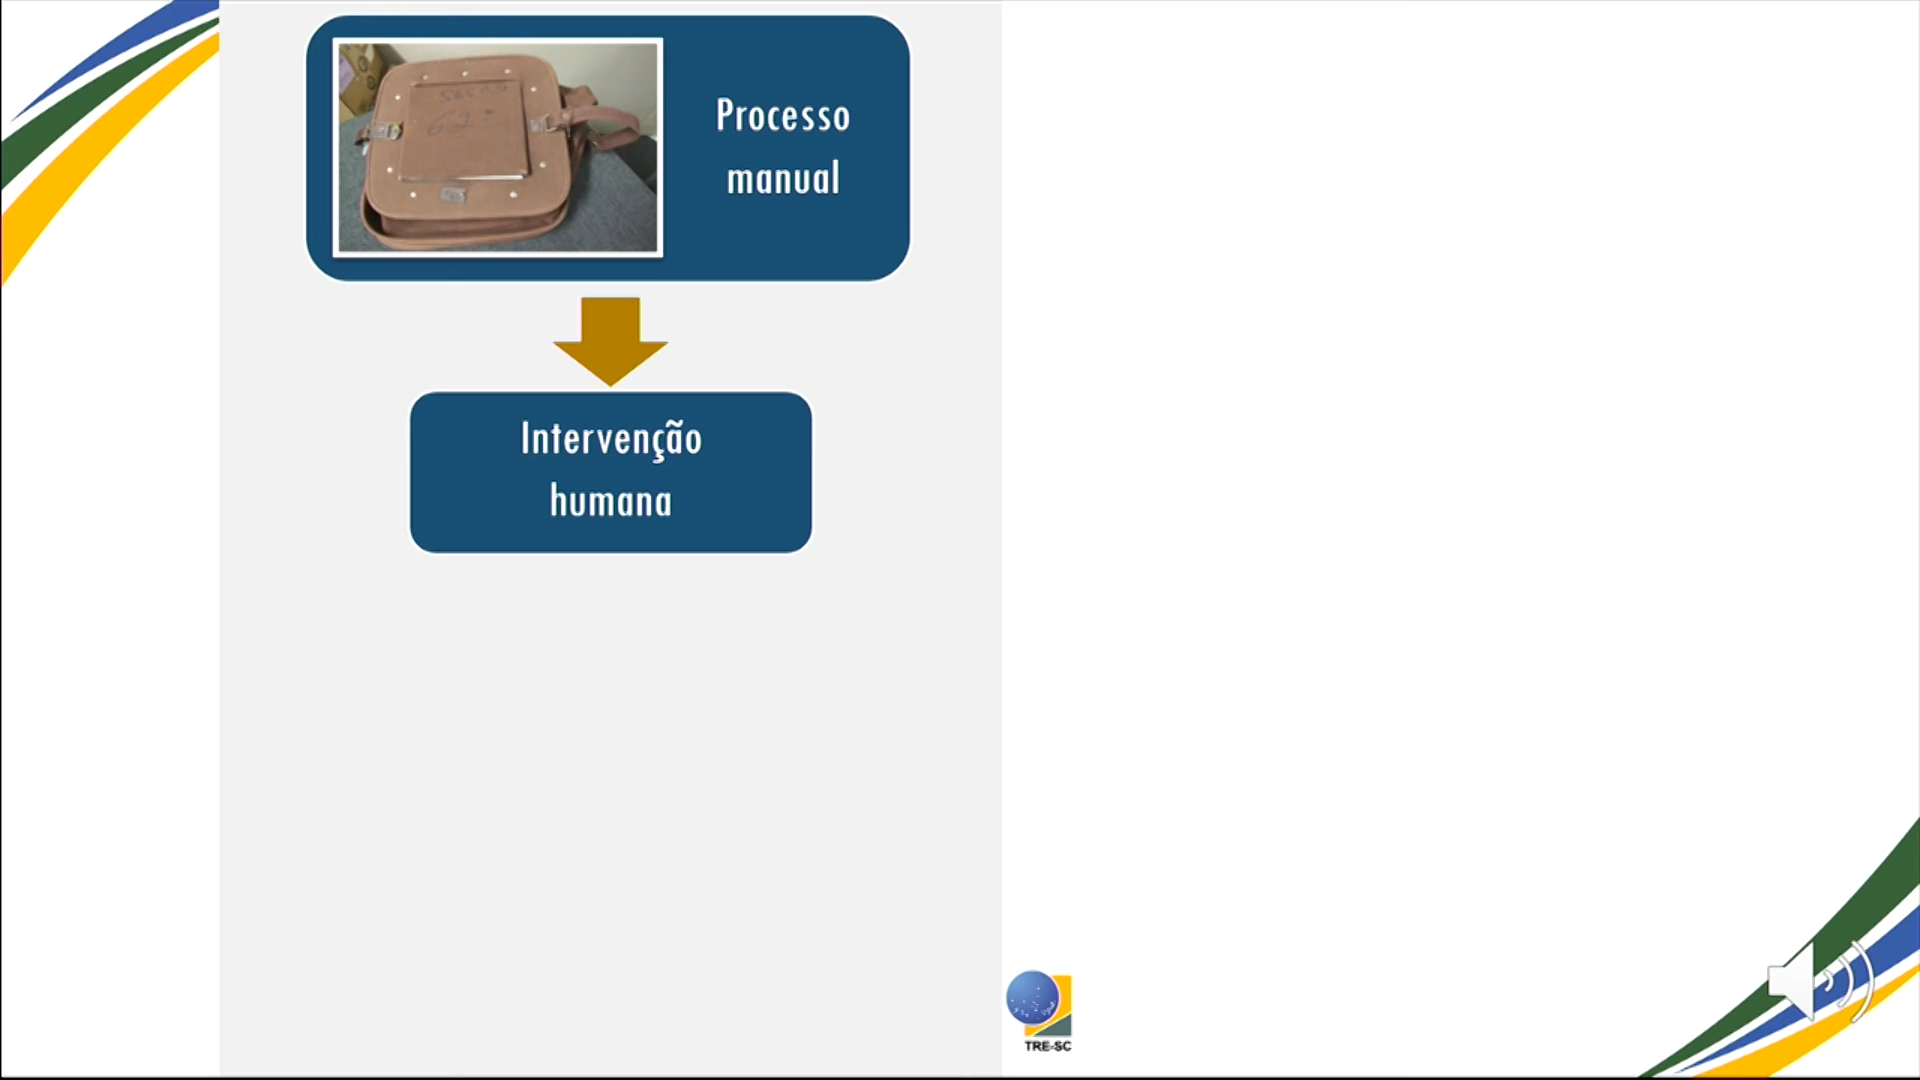 Processo
manual
Intervenção
humana
TRE-SC